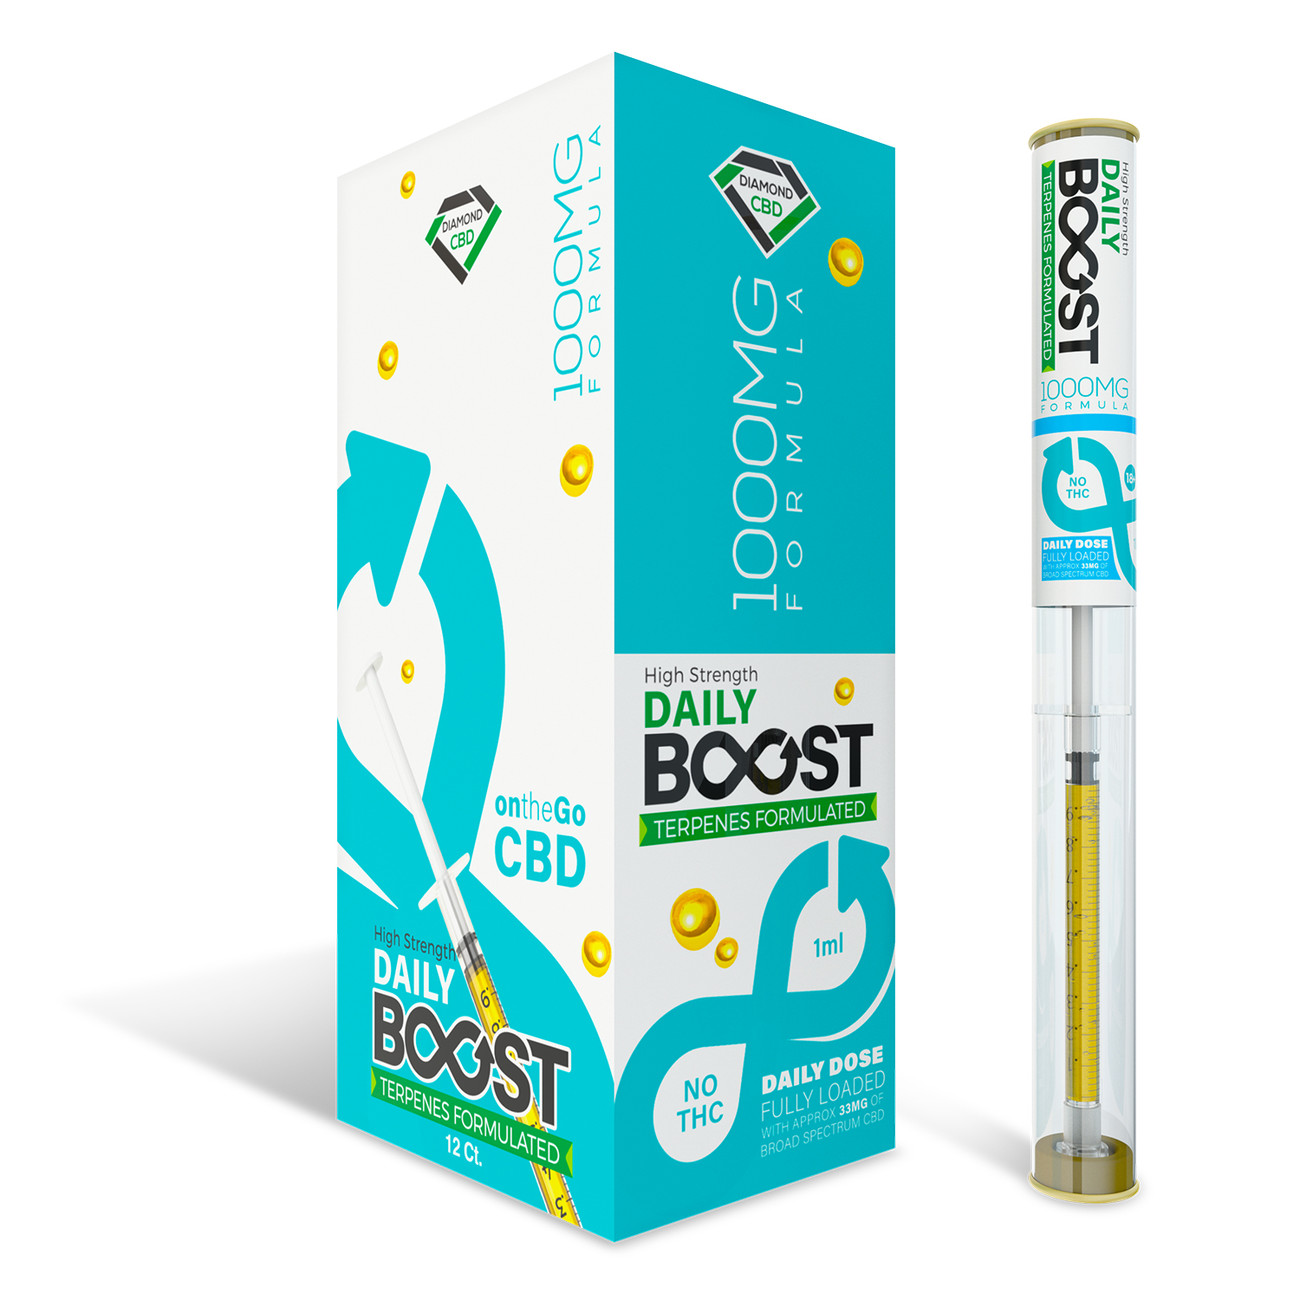 DIAMOND
CBD
1000MG
FORMULA
ontheGo
CBD
High Strength
DAILY
BOOST
TERPENES FORMULATED
12 Ct.
DIAMOND
CBD
1000MG
FORMULA
High Strength
DAILY
BOOST
TERPENES FORMULATED
1ml
NO
THC
DAILY DOSE
FULLY LOADED
WITH APPROX 33MG OF
BROAD SPECTRUM CBD
High Strength
DAILY
BOOST
TERPENES FORMULATED
1000MG
FORMULA
NO
THC
18+
DAILY DOSE
FULLY LOADED
WITH APPROX 33MG OF
BROAD SPECTRUM CBD